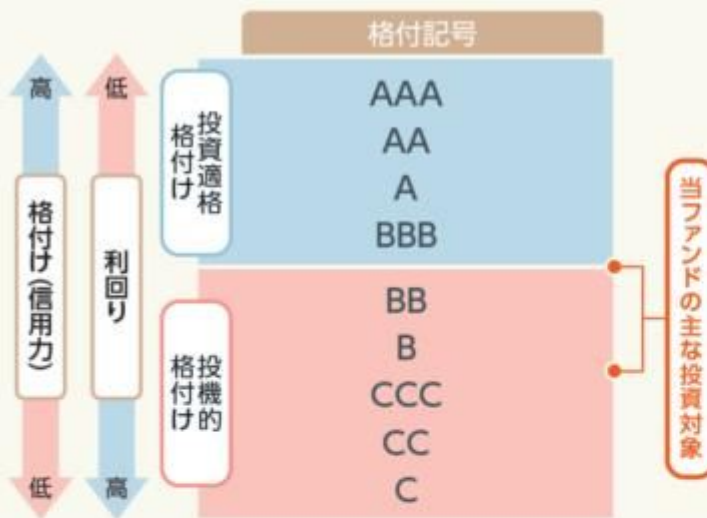 格付記号
高
低
格付け(信用力)
利回り
低
高
投資適格
格付け
AAA
AA
A
BBB
投機的
格付け
BB
B
CCC
CC
C
当ファンドの主な投資対象